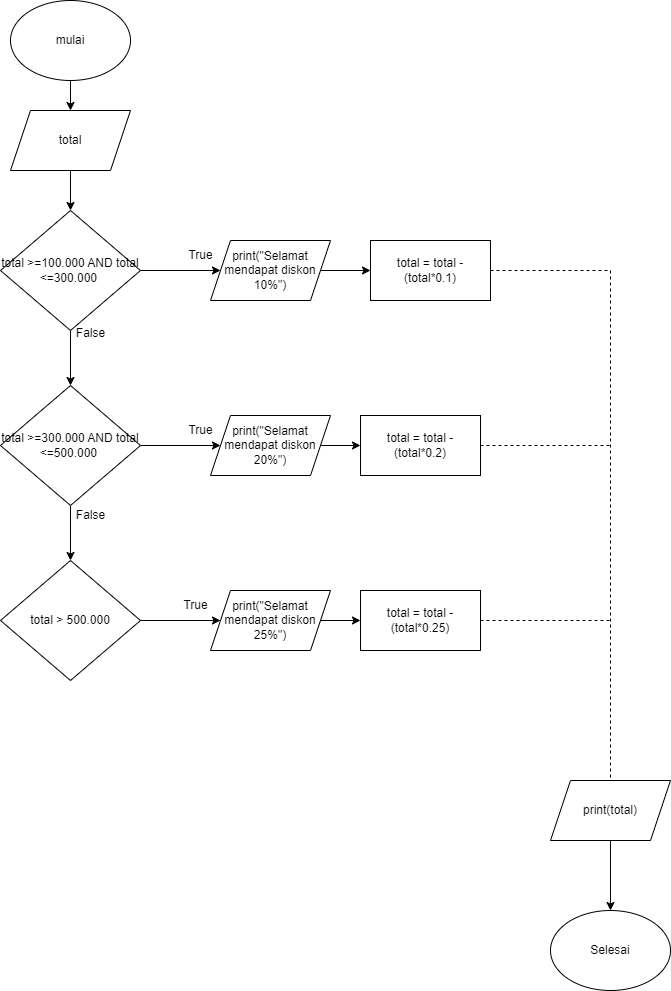 mulai
total
total >=100.000 AND total
<=300.000
True
print("Selamat
mendapat diskon
10%")
total = total -
(total*0.1)
False
total >=300.000 AND total
<=500.000
True
print("Selamat
mendapat diskon
20%")
total = total -
(total*0.2)
False
total > 500.000
True
print("Selamat
mendapat diskon
25%")
total = total -
(total*0.25)
print(total)
Selesai